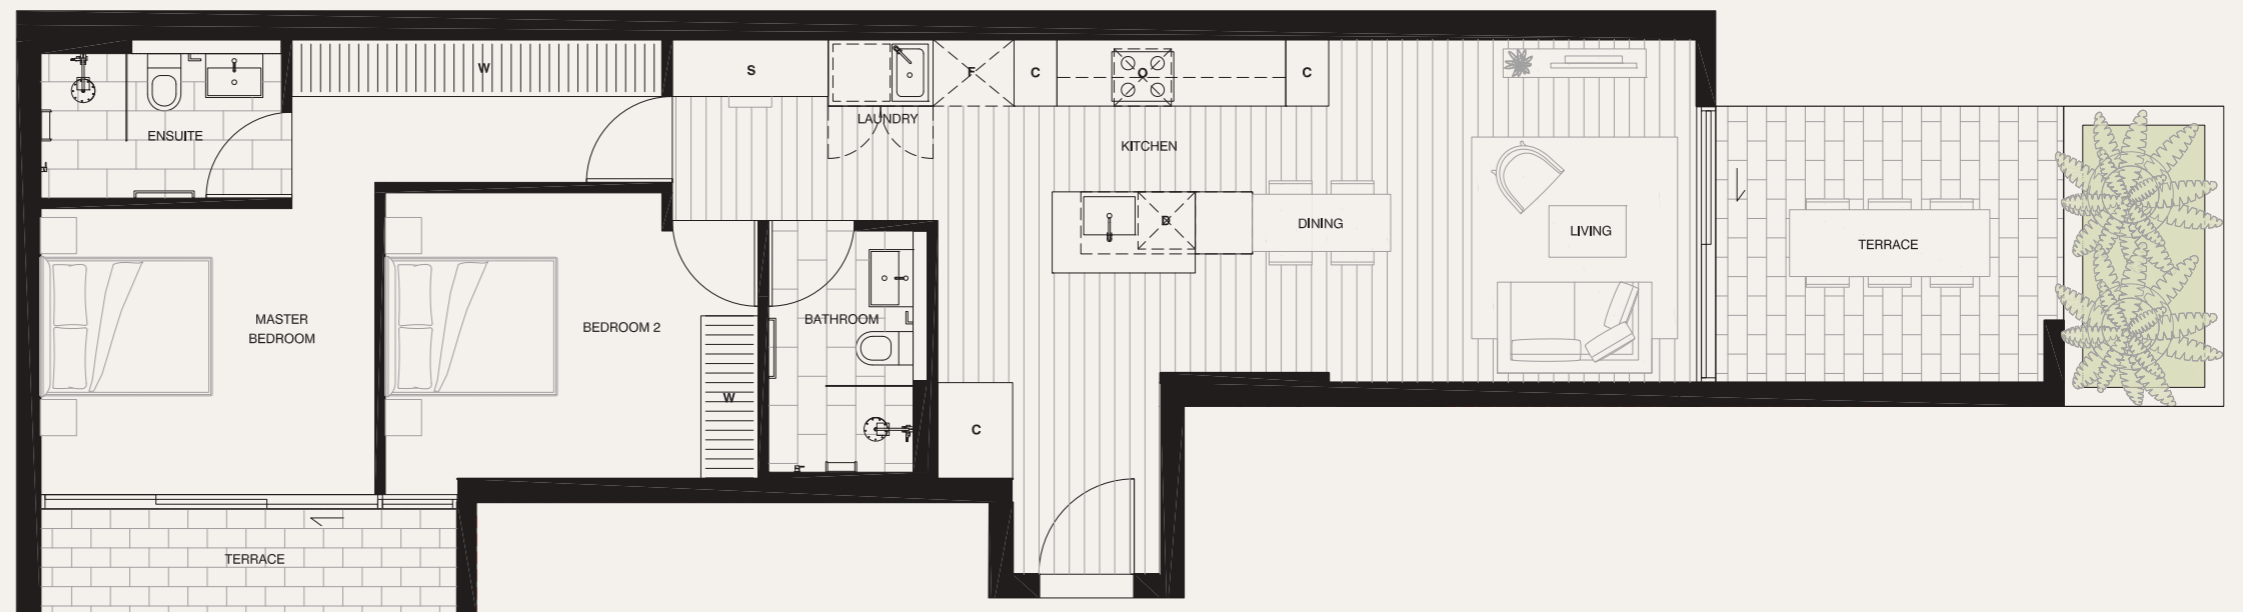 W
S
F
C
O
C
LAUNDRY
ENSUITE
KITCHEN
D
DINING
LIVING
TERRACE
MASTER
BEDROOM
BEDROOM 2
BATHROOM
W
C
TERRACE